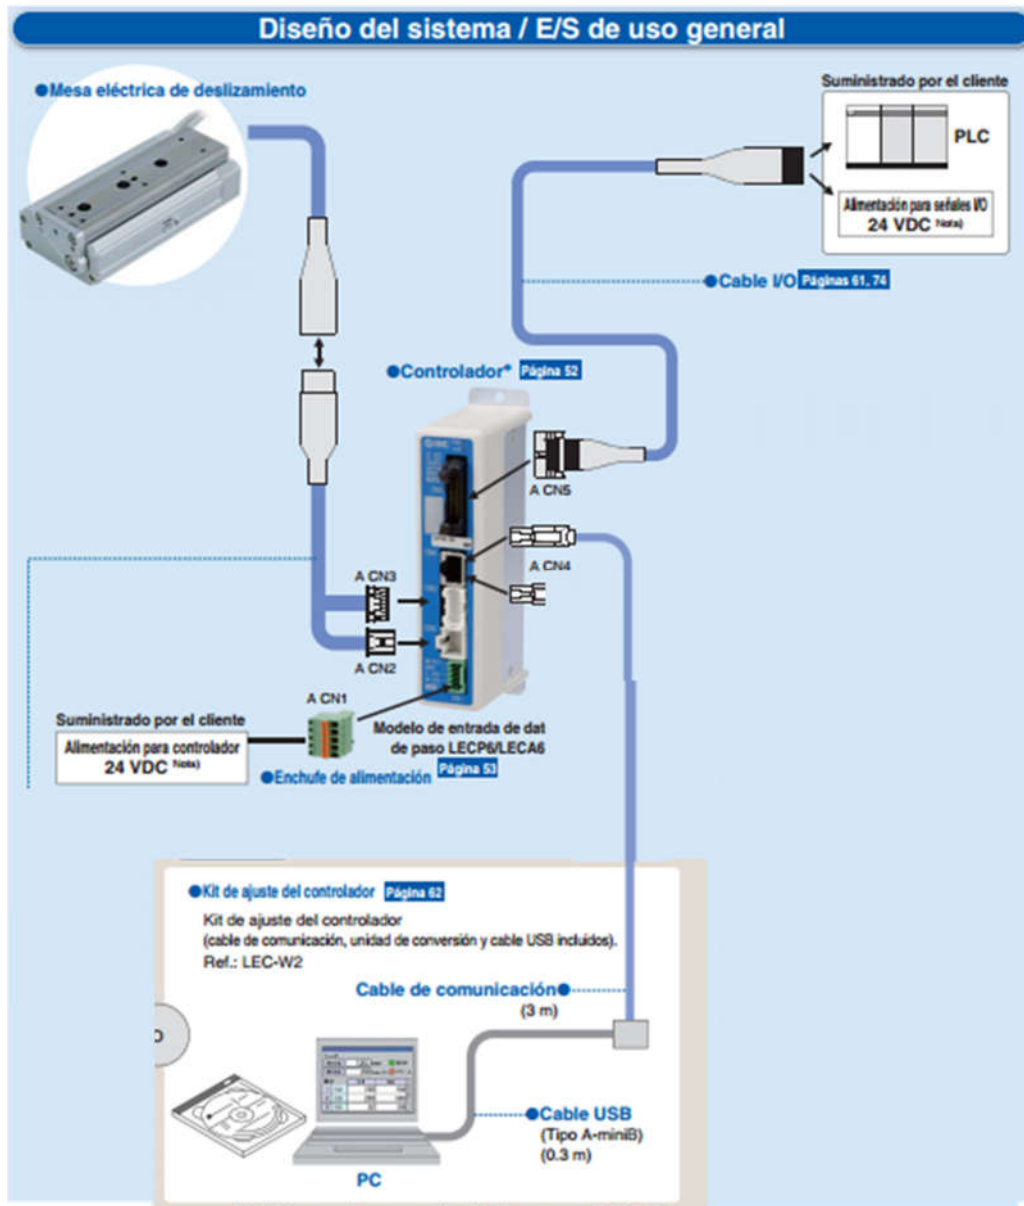 Diseño del sistema / E/S de uso general
●Mesa eléctrica de deslizamiento
Suministrado por el cliente
PLC
Alimentación para señales I/O
24 VDC Nota)
●Cable I/O Páginas 61, 74
●Controlador* Página 52
A CN5
A CN4
A CN3
A CN2
A CN1
Suministrado por el cliente
Alimentación para controlador
24 VDC Nota)
Modelo de entrada de dat
de paso LECP6/LECA6
●Enchufe de alimentación Página 53
●Kit de ajuste del controlador Página 62
Kit de ajuste del controlador
(cable de comunicación, unidad de conversión y cable USB incluidos).
Ref.: LEC-W2
Cable de comunicación●
(3 m)
●Cable USB
(Tipo A-miniB)
(0.3 m)
PC